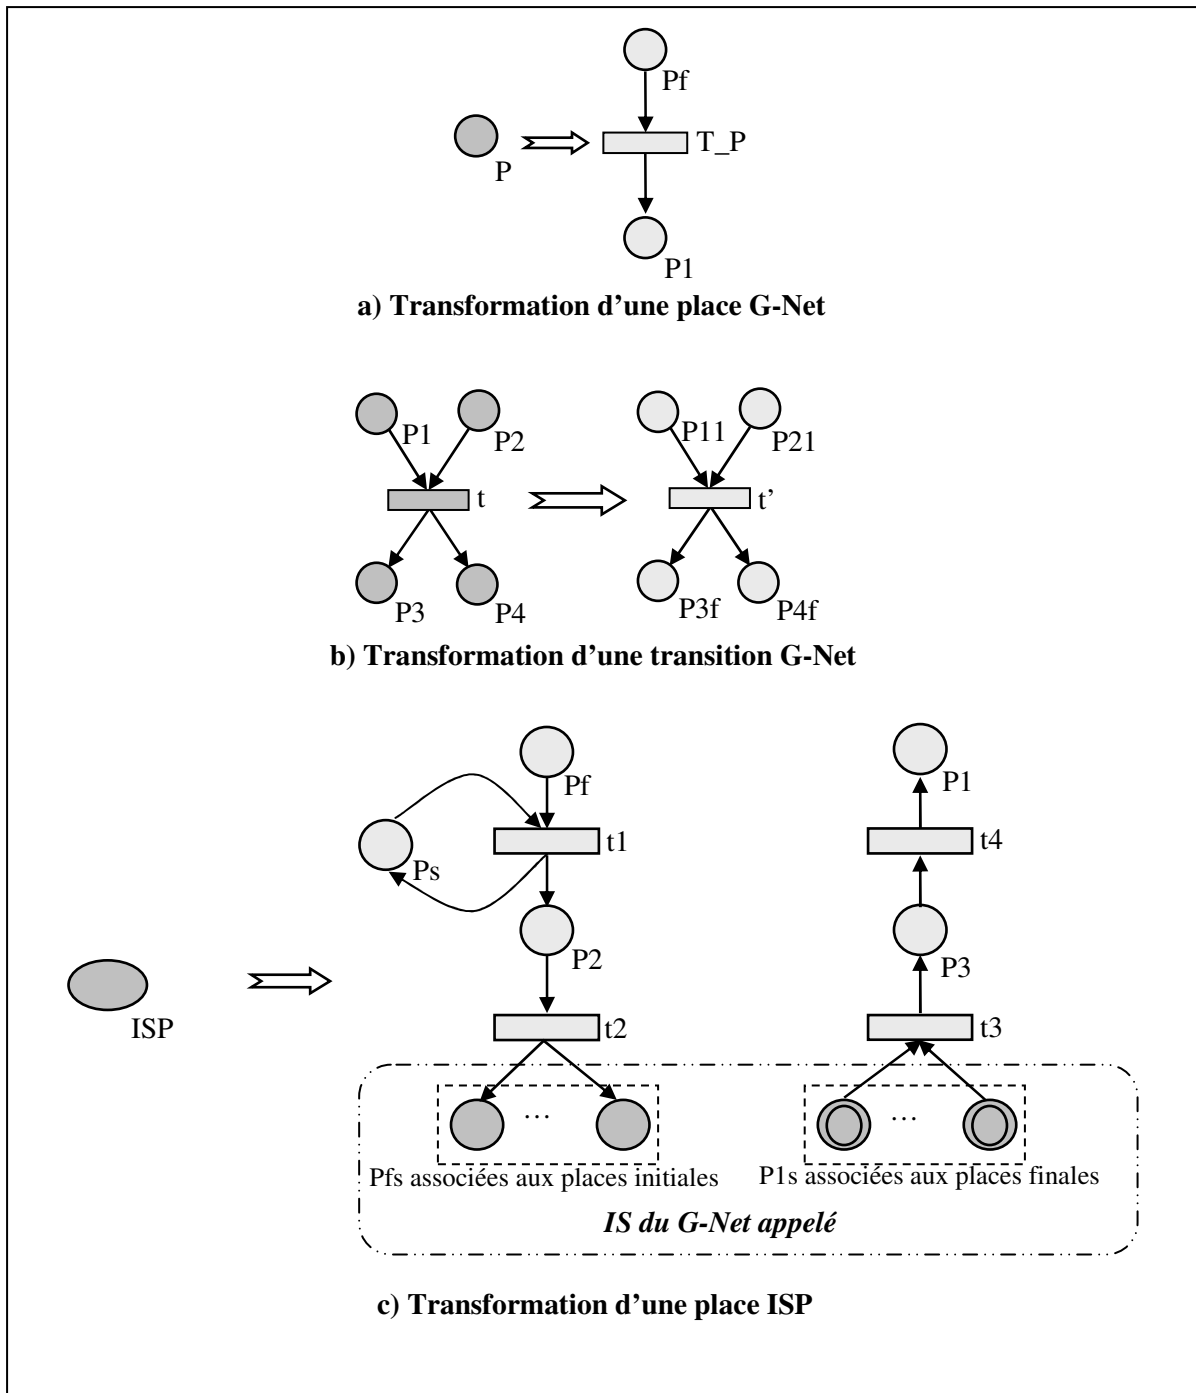 Pf
P
T_P
P1
a) Transformation d’une place G-Net
P1
P2
P11
P21
t
t’
P3
P4
P3f
P4f
b) Transformation d’une transition G-Net
Pf
P1
t1
t4
Ps
P2
P3
ISP
t2
t3
...
...
Pfs associées aux places initiales
P1s associées aux places finales
IS du G-Net appelé
c) Transformation d’une place ISP